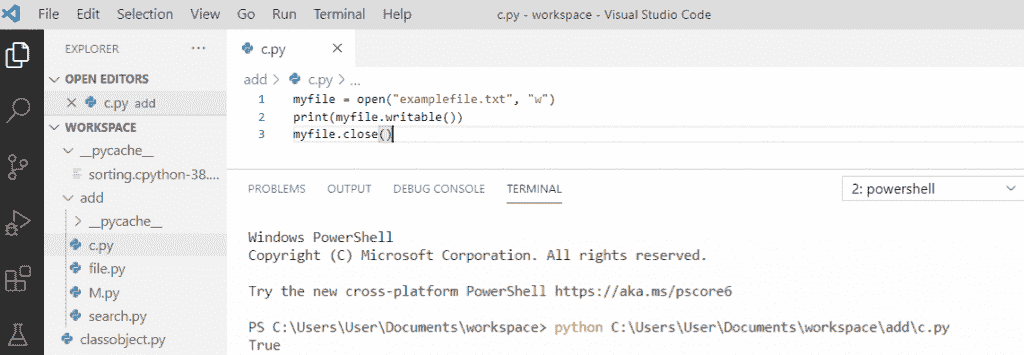 File Edit Selection View Go Run Terminal Help c.py - workspace - Visual Studio Code
EXPLORER ...
OPEN EDITORS
c.py add
WORKSPACE
__pycache__
sorting.cpython-38....
add
__pycache__
c.py
file.py
M.py
search.py
classobject.py
c.py
add > c.py > ...
1 myfile = open("examplefile.txt", "w")
2 print(myfile.writable())
3 myfile.close()
PROBLEMS OUTPUT DEBUG CONSOLE TERMINAL 2: powershell
Windows PowerShell
Copyright (C) Microsoft Corporation. All rights reserved.
Try the new cross-platform PowerShell https://aka.ms/pscore6
PS C:\Users\User\Documents\workspace> python C:\Users\User\Documents\workspace\add\c.py
True